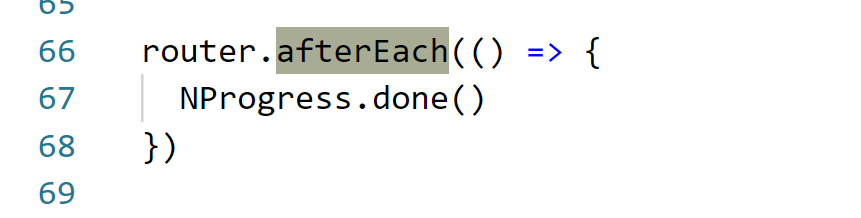 65
66 router.afterEach(() => {
67 NProgress.done()
68 })
69